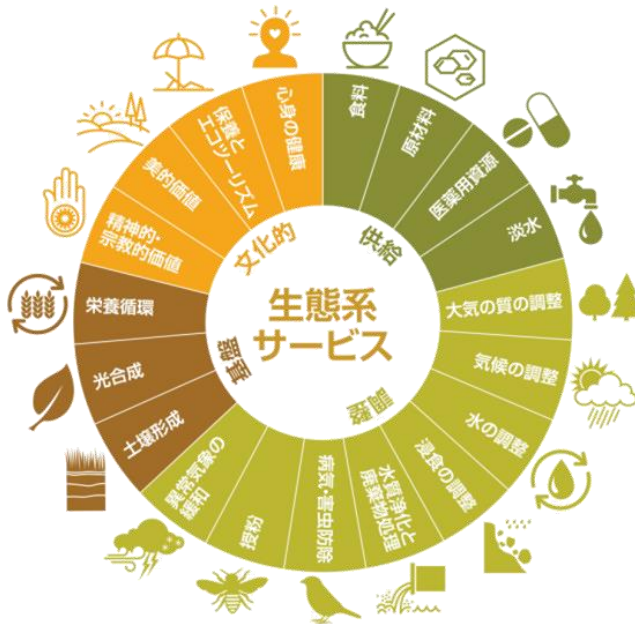 生態系
サービス
供給
食料
原材料
医薬用資源
淡水
調整
大気の質の調整
気候の調整
水の調整
浸食の調整
水質浄化と
廃棄物処理
病気・害虫防除
授粉
異常気象の
緩和
基盤
土壌形成
光合成
栄養循環
文化的
精神的・
宗教的価値
美的価値
保養と
エコツーリズム
心身の健康